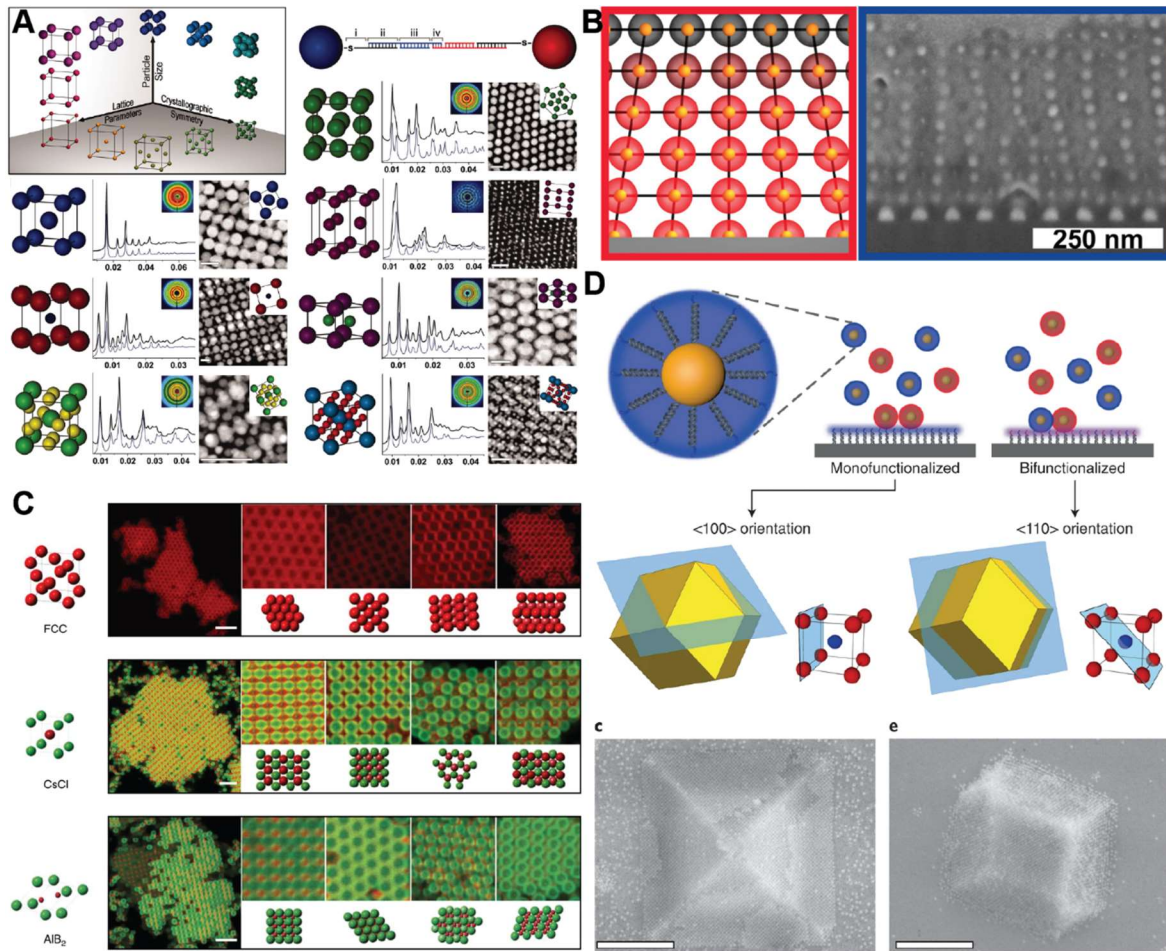 A
Particle
Size
Lattice
Parameters
Crystallographic
Symmetry
i ii iii iv
S
S
0.01 0.02 0.03 0.04
0.02 0.04 0.06
0.01 0.02 0.03 0.04
0.01 0.03
0.01 0.02 0.03 0.04
0.01 0.02 0.03 0.04
0.01 0.02 0.03 0.04
B
250 nm
C
FCC
CsCl
AlB2
D
Monofunctionalized
Bifunctionalized
<100> orientation
<110> orientation
c
e